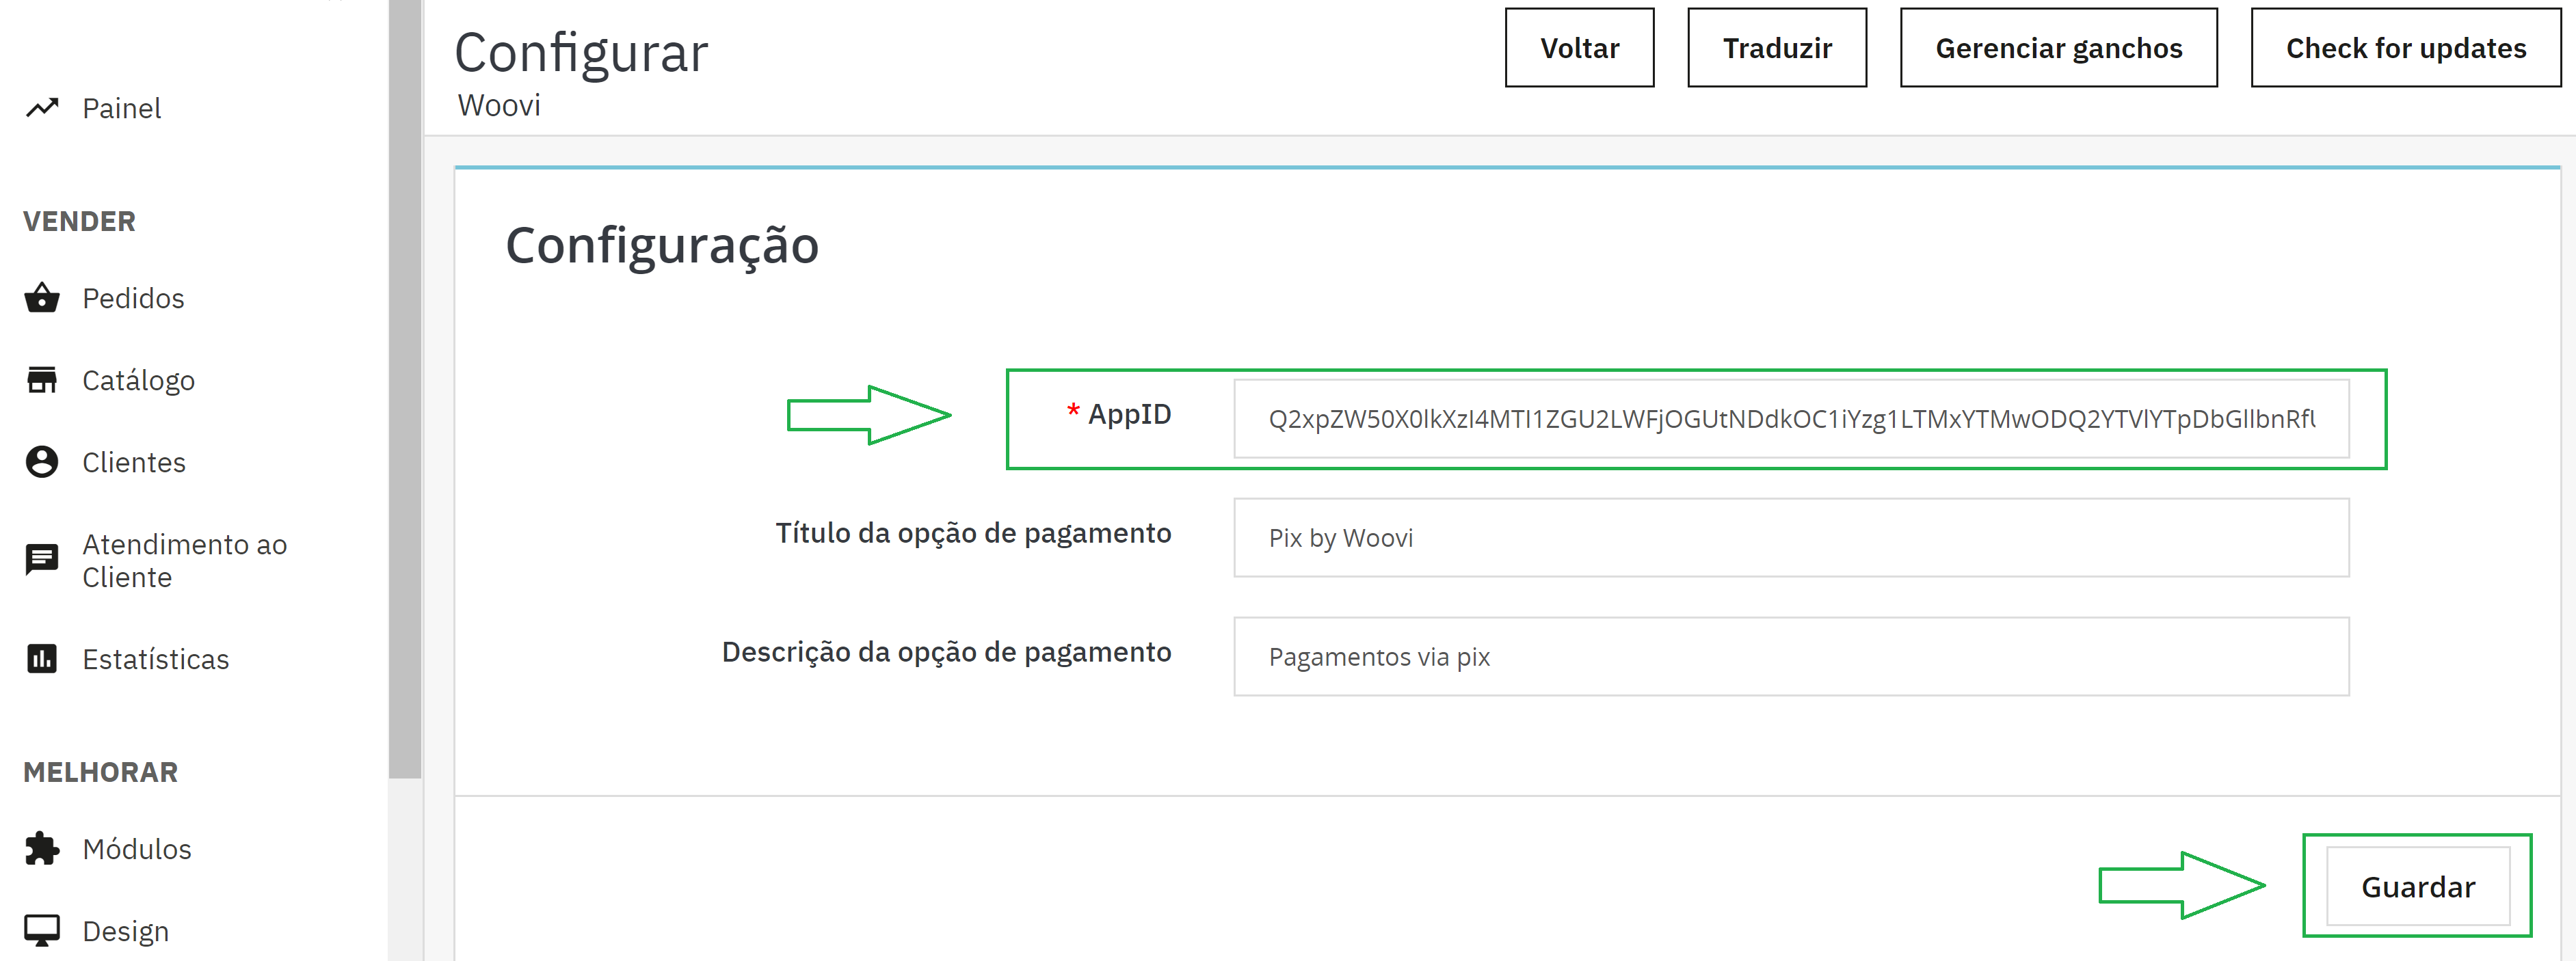 Painel
VENDER
Pedidos
Catálogo
Clientes
Atendimento ao
Cliente
Estatísticas
MELHORAR
Módulos
Design
Configurar
Woovi
Voltar
Traduzir
Gerenciar ganchos
Check for updates
Configuração
* AppID
Q2xpZW50X0lkXzI4MTI1ZGU2LWFjOGUtNDdkOC1iYzg1LTMxYTMwODQ2YTVlYTpDbGllbnRfU
Título da opção de pagamento
Pix by Woovi
Descrição da opção de pagamento
Pagamentos via pix
Guardar